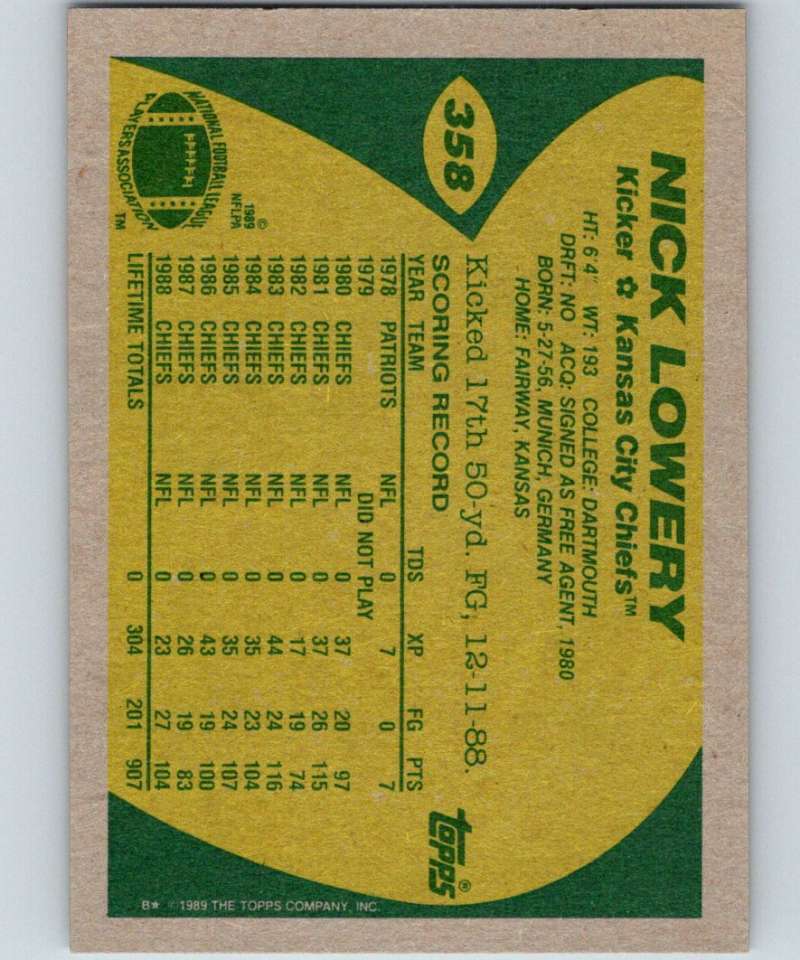 358
NICK LOWERY
Kicker ✩ Kansas City Chiefs™
HT: 6'4" WT: 193 COLLEGE: DARTMOUTH
DRFT: NO ACQ: SIGNED AS FREE AGENT, 1980
BORN: 5-27-56, MUNICH, GERMANY
HOME: FAIRWAY, KANSAS
Kicked 17th 50-yd. FG, 12-11-88.
topps®
SCORING RECORD
YEAR TEAM TDS XP FG PTS
1978 PATRIOTS NFL 0 7 0 7
1979 DID NOT PLAY
1980 CHIEFS NFL 0 37 20 97
1981 CHIEFS NFL 0 37 26 115
1982 CHIEFS NFL 0 17 19 74
1983 CHIEFS NFL 0 44 24 116
1984 CHIEFS NFL 0 35 23 104
1985 CHIEFS NFL 0 35 24 107
1986 CHIEFS NFL 0 43 19 100
1987 CHIEFS NFL 0 26 19 83
1988 CHIEFS NFL 0 23 27 104
LIFETIME TOTALS 0 304 201 907
NATIONAL FOOTBALL LEAGUE
PLAYERS ASSOCIATION
™
©
1989
NFLPA
B* © 1989 THE TOPPS COMPANY, INC.